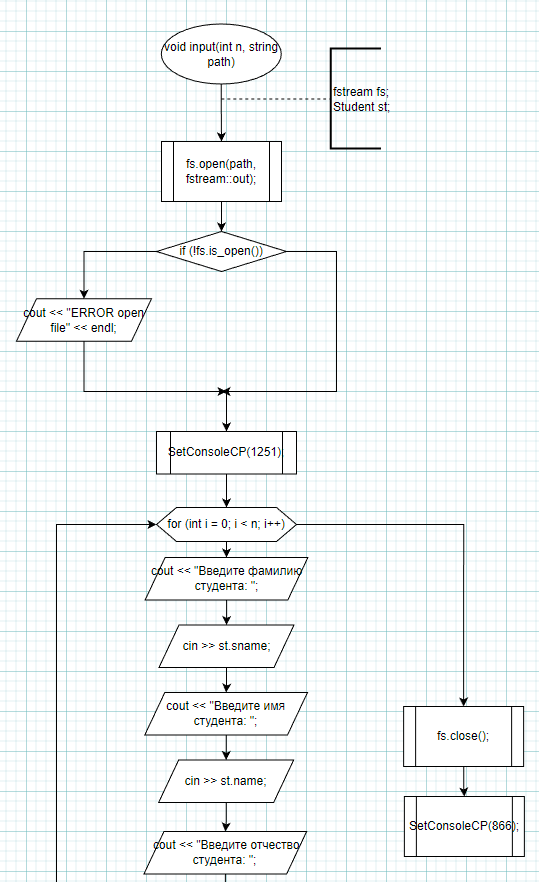 void input(int n, string
path)
fstream fs;
Student st;
fs.open(path,
fstream::out);
if (!fs.is_open())
cout << "ERROR open
file" << endl;
SetConsoleCP(1251)
for (int i = 0; i < n; i++)
cout << "Введите фамилию
студента: ";
cin >> st.sname;
cout << "Введите имя
студента: ";
cin >> st.name;
cout << "Введите отчество
студента: ";
fs.close();
SetConsoleCP(866);